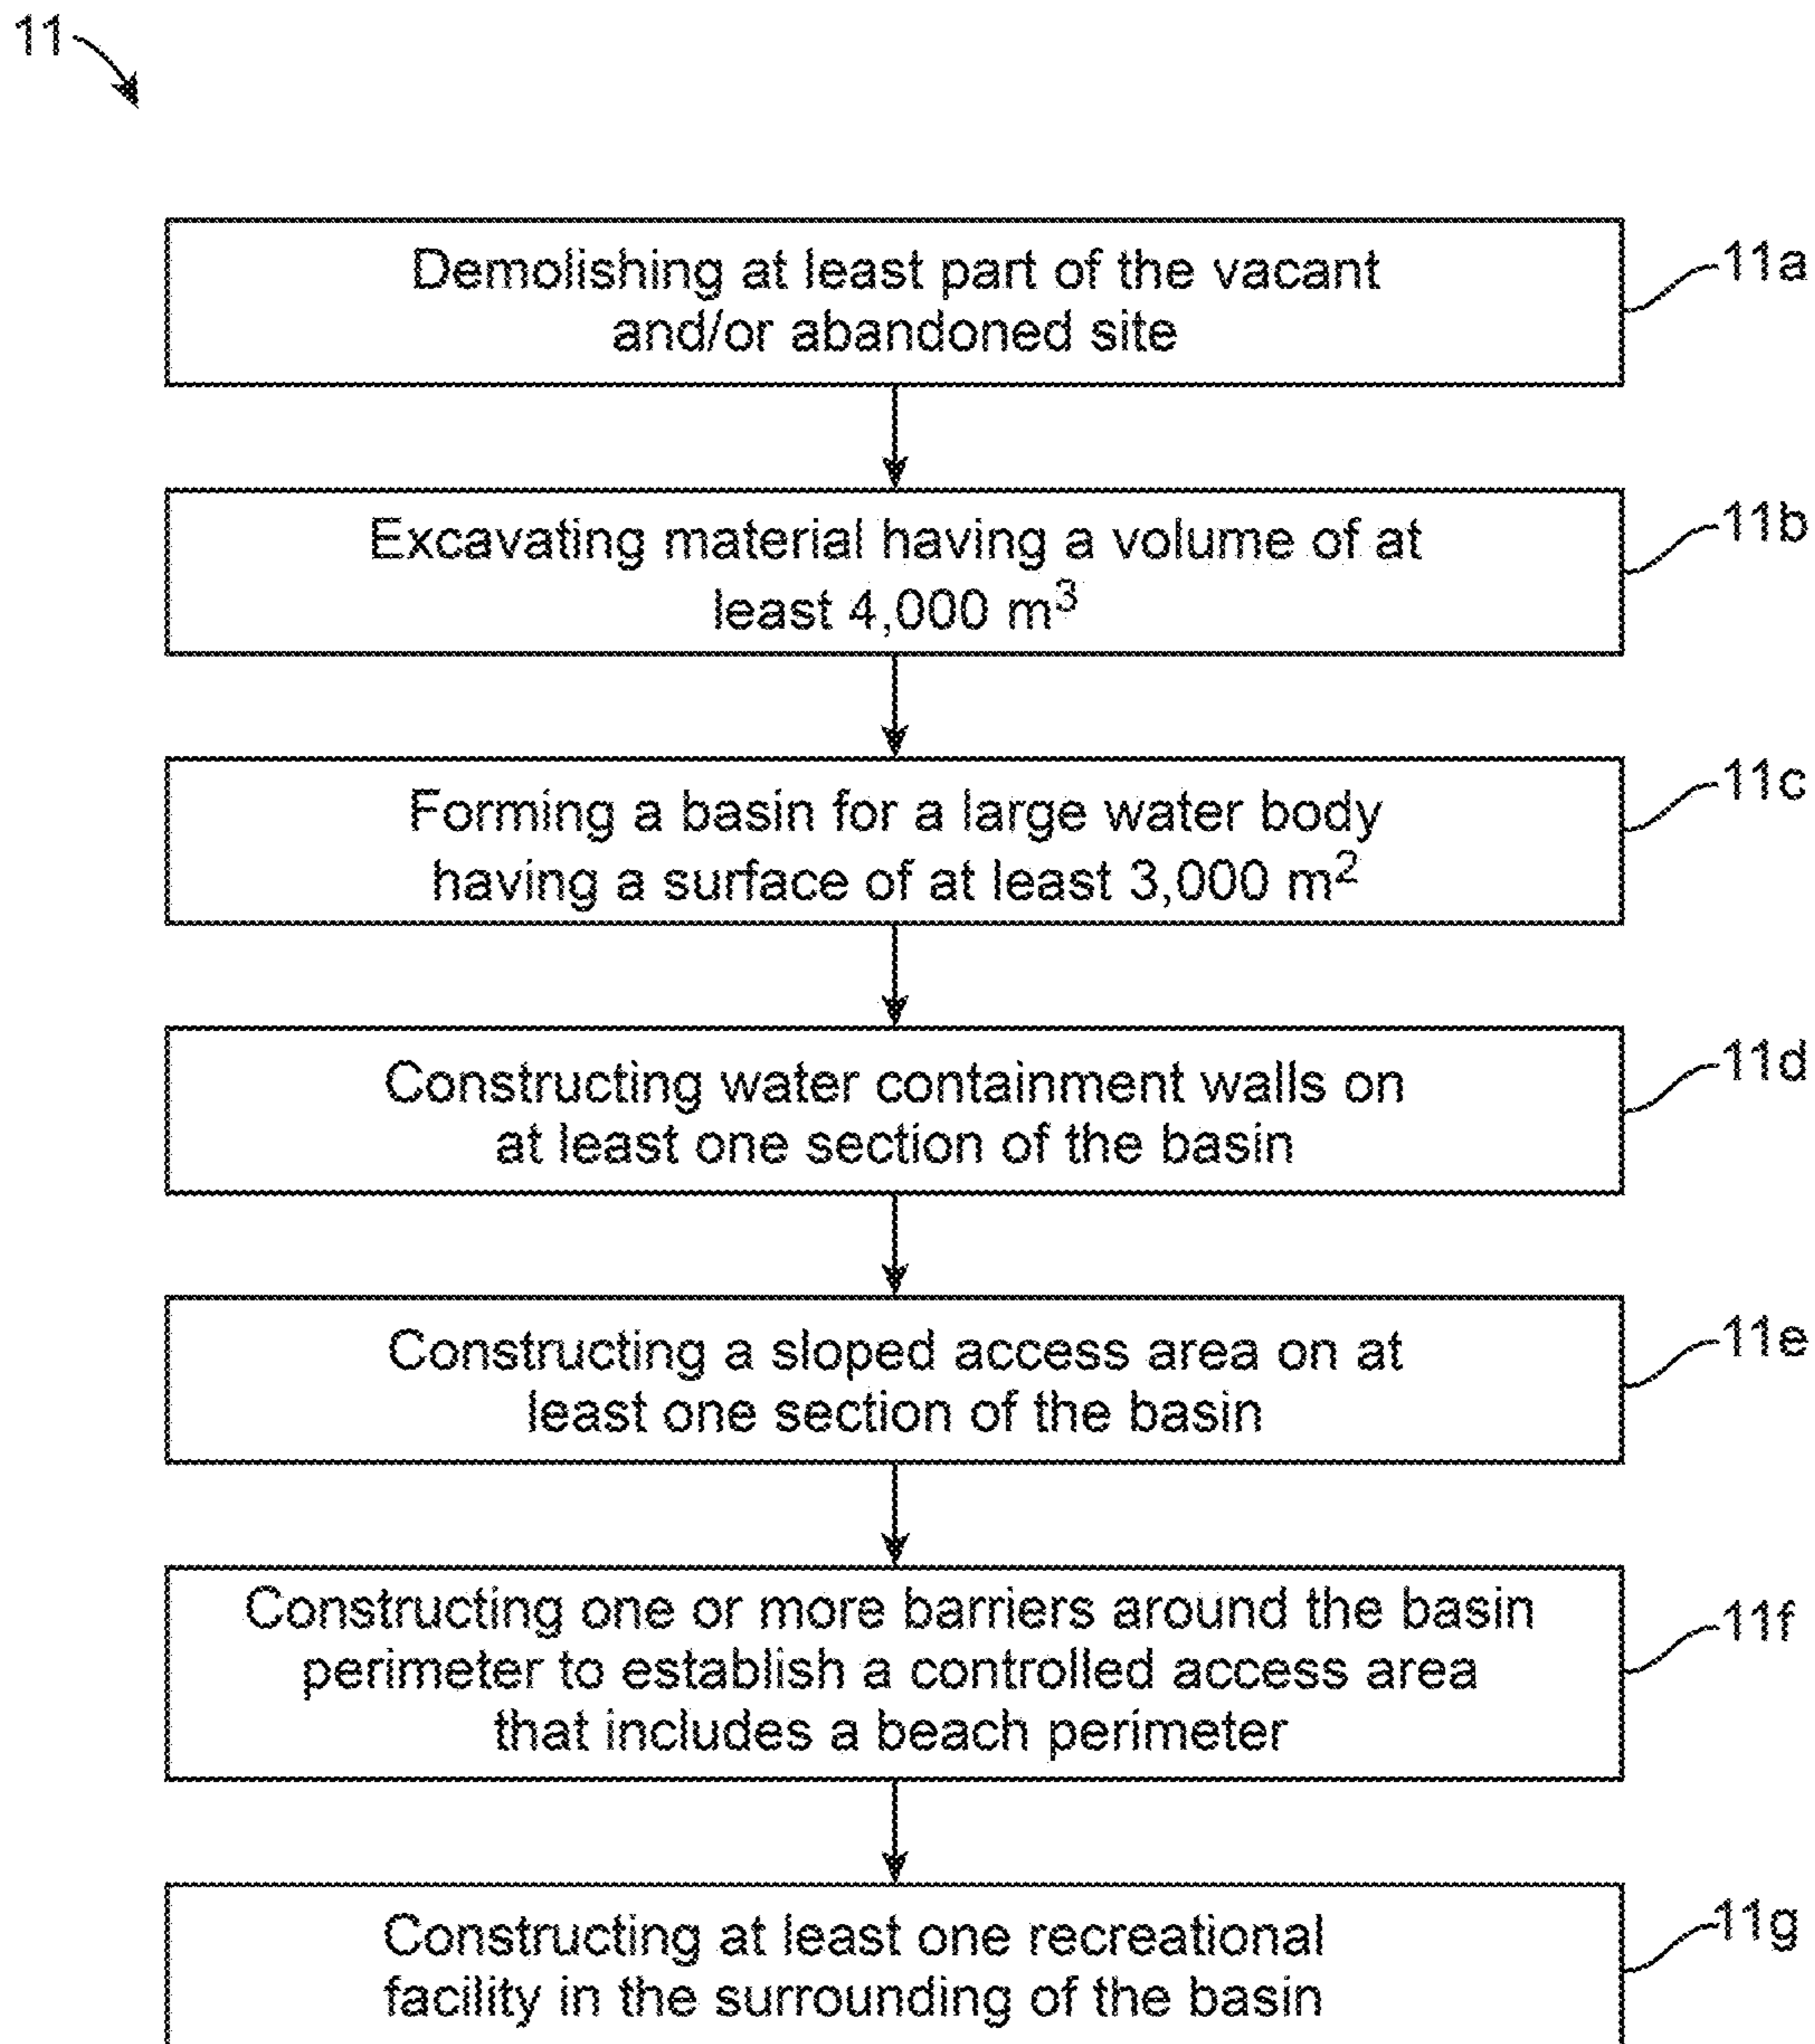 11
Demolishing at least part of the vacant
and/or abandoned site
11a
Excavating material having a volume of at
least 4,000 m³
11b
Forming a basin for a large water body
having a surface of at least 3,000 m²
11c
Constructing water containment walls on
at least one section of the basin
11d
Constructing a sloped access area on at
least one section of the basin
11e
Constructing one or more barriers around the basin
perimeter to establish a controlled access area
that includes a beach perimeter
11f
Constructing at least one recreational
facility in the surrounding of the basin
11g